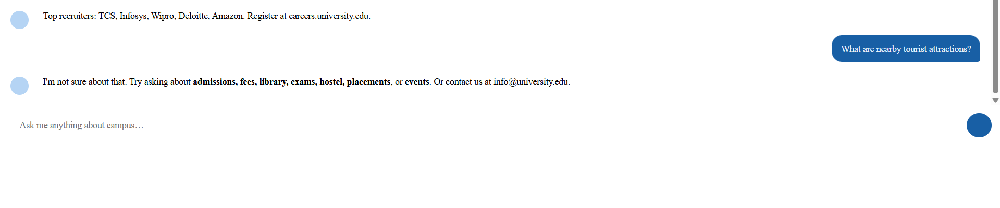 Top recruiters: TCS, Infosys, Wipro, Deloitte, Amazon. Register at careers.university.edu.
What are nearby tourist attractions?
I'm not sure about that. Try asking about admissions, fees, library, exams, hostel, placements, or events. Or contact us at info@university.edu.
Ask me anything about campus…